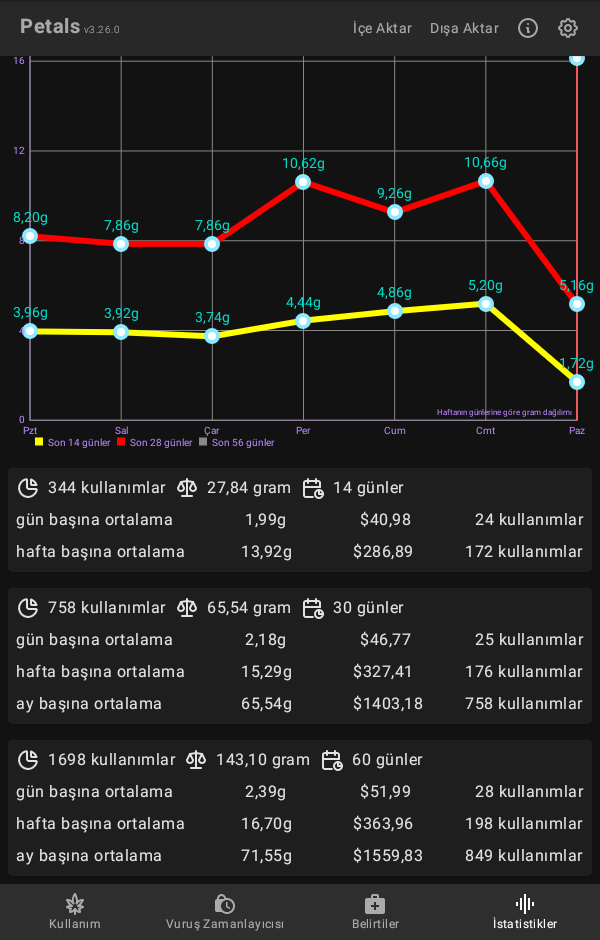 Petals v3.26.0 İçe Aktar Dışa Aktar
16
12
10,62g 10,66g
9,26g
8,20g 7,86g 7,86g
8
5,20g 5,16g
4,86g
4,44g
3,96g 3,92g 3,74g
4
1,72g
Haftanın günlerine göre gram dağılımı
0
Pzt Sal Çar Per Cum Cmt Paz
Son 14 günler Son 28 günler Son 56 günler
344 kullanımlar 27,84 gram 14 günler
gün başına ortalama 1,99g $40,98 24 kullanımlar
hafta başına ortalama 13,92g $286,89 172 kullanımlar
758 kullanımlar 65,54 gram 30 günler
gün başına ortalama 2,18g $46,77 25 kullanımlar
hafta başına ortalama 15,29g $327,41 176 kullanımlar
ay başına ortalama 65,54g $1403,18 758 kullanımlar
1698 kullanımlar 143,10 gram 60 günler
gün başına ortalama 2,39g $51,99 28 kullanımlar
hafta başına ortalama 16,70g $363,96 198 kullanımlar
ay başına ortalama 71,55g $1559,83 849 kullanımlar
Kullanım Vuruş Zamanlayıcısı Belirtiler İstatistikler